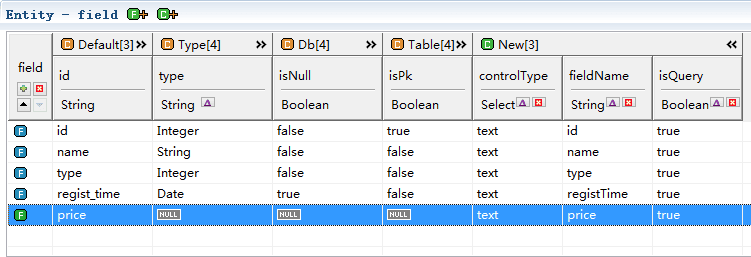 Entity - field
Default[3] Type[4] Db[4] Table[4] New[3]
field id type isNull isPk controlType fieldName isQuery
String String Boolean Boolean Select String Boolean
F id Integer false true text id true
F name String false false text name true
F type Integer false false text type true
F regist_time Date true false text registTime true
F price NULL NULL NULL text price true